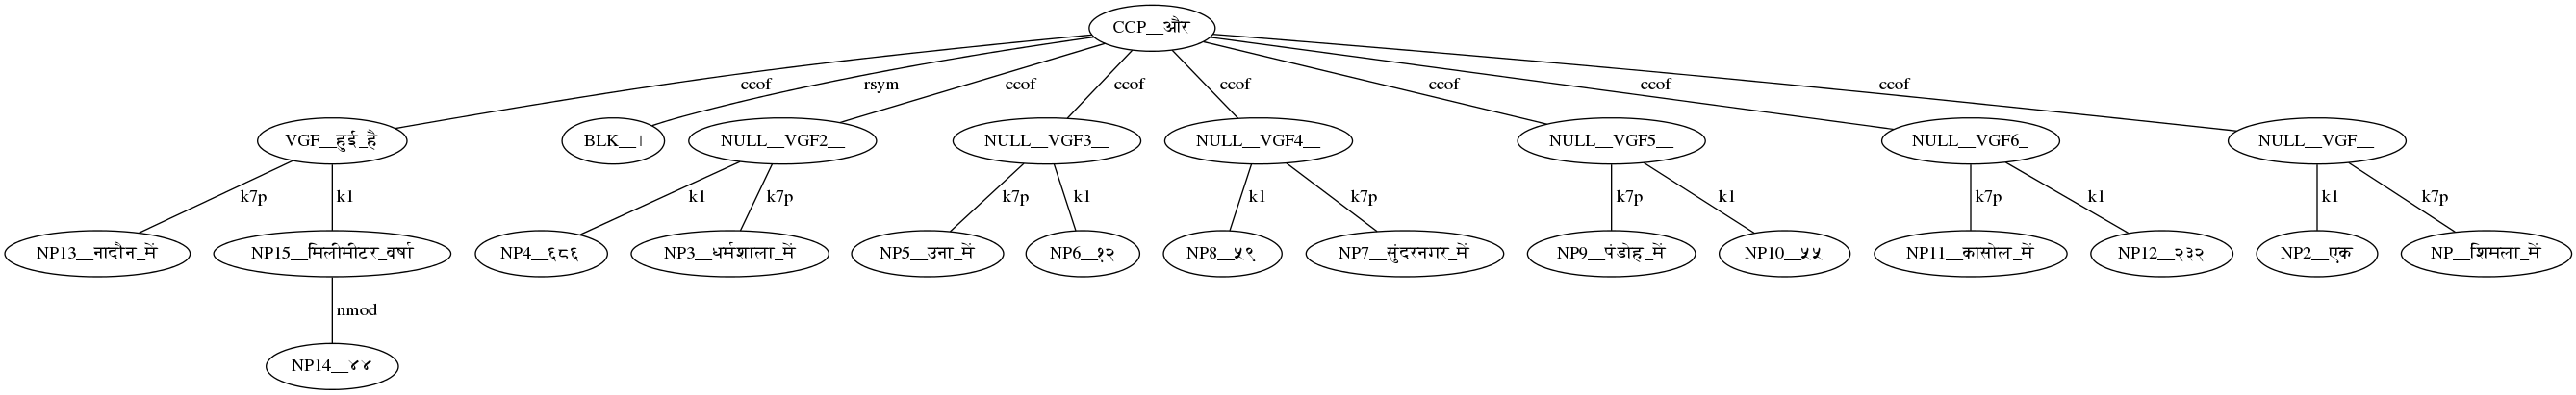 CCP__और
ccof rsym ccof ccof ccof ccof ccof ccof
VGF__हुई_है BLK__। NULL__VGF2__ NULL__VGF3__ NULL__VGF4__ NULL__VGF5__ NULL__VGF6_ NULL__VGF__
k7p k1 k1 k7p k7p k1 k1 k7p k7p k1 k7p k1 k1 k7p
NP13__नादौन_में NP15__मिलीमीटर_वर्षा NP4__६८६ NP3__धर्मशाला_में NP5__उना_में NP6__१२ NP8__५९ NP7__सुंदरनगर_में NP9__पंडोह_में NP10__५५ NP11__कासोल_में NP12__२३२ NP2__एक NP__शिमला_में
nmod
NP14__४४